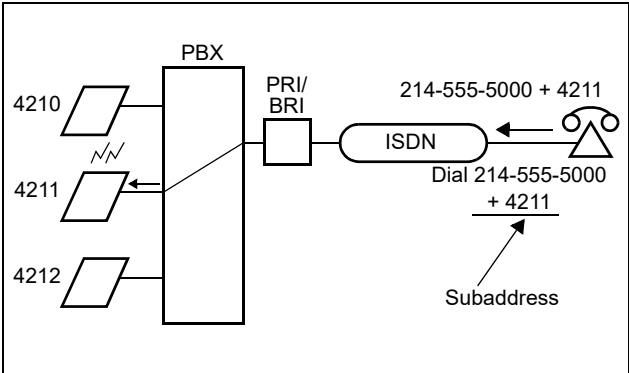 PBX
PRI/
BRI
214-555-5000 + 4211
4210
ISDN
4211
Dial 214-555-5000
+ 4211
4212
Subaddress